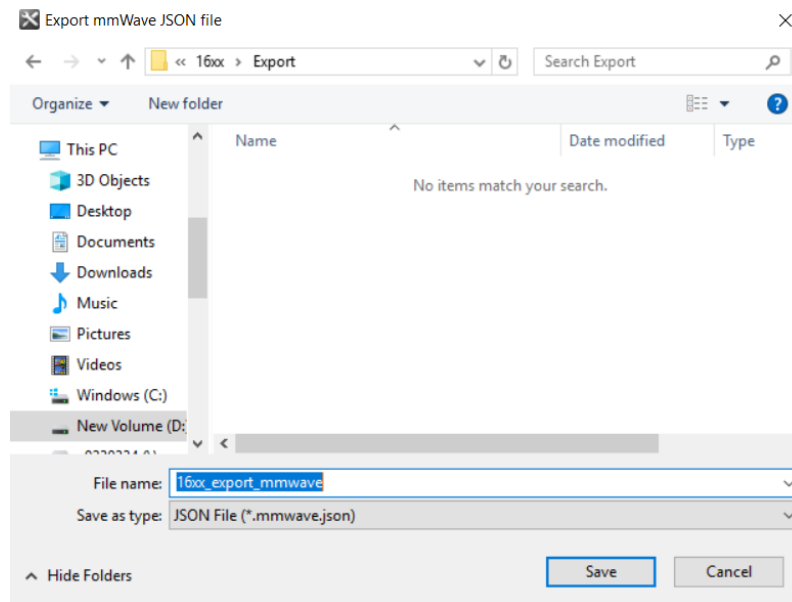 Export mmWave JSON file
« 16xx › Export
Search Export
Organize
New folder
Name
Date modified
Type
No items match your search.
This PC
3D Objects
Desktop
Documents
Downloads
Music
Pictures
Videos
Windows (C:)
New Volume (D:
File name: 16xx_export_mmwave
Save as type: JSON File (*.mmwave.json)
Hide Folders
Save
Cancel